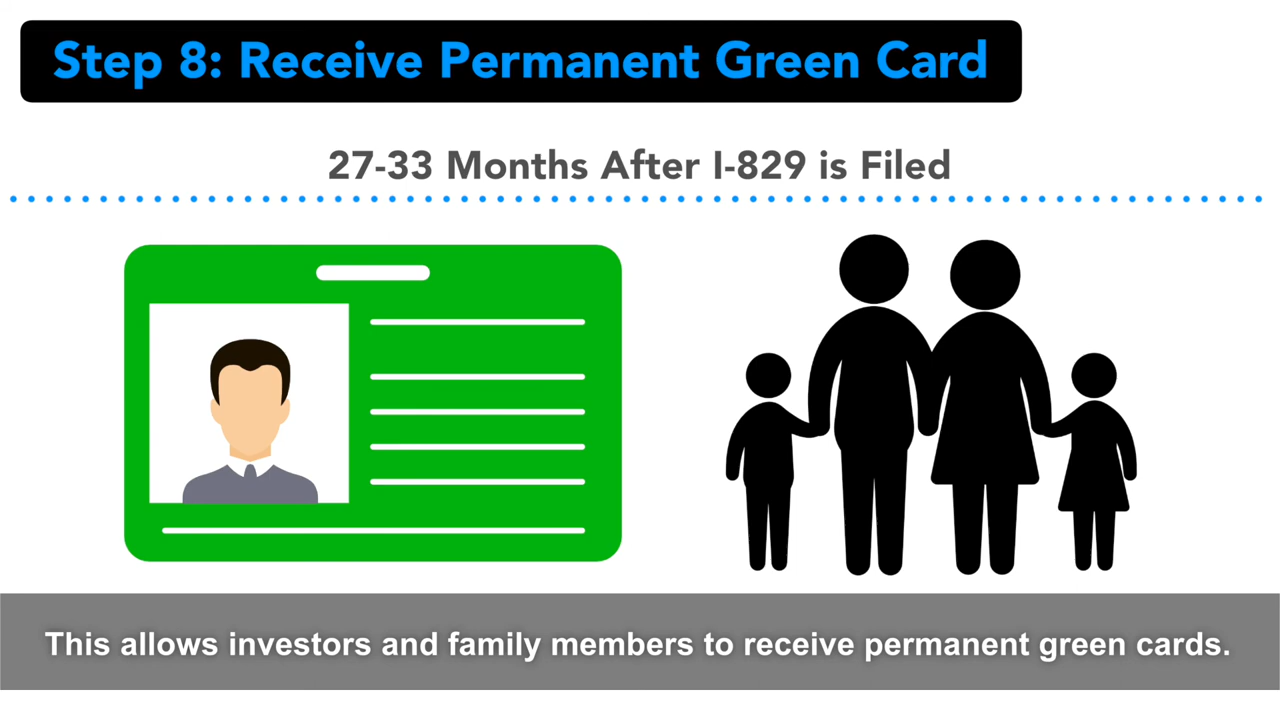 Step 8: Receive Permanent Green Card
27-33 Months After I-829 is Filed
This allows investors and family members to receive permanent green cards.